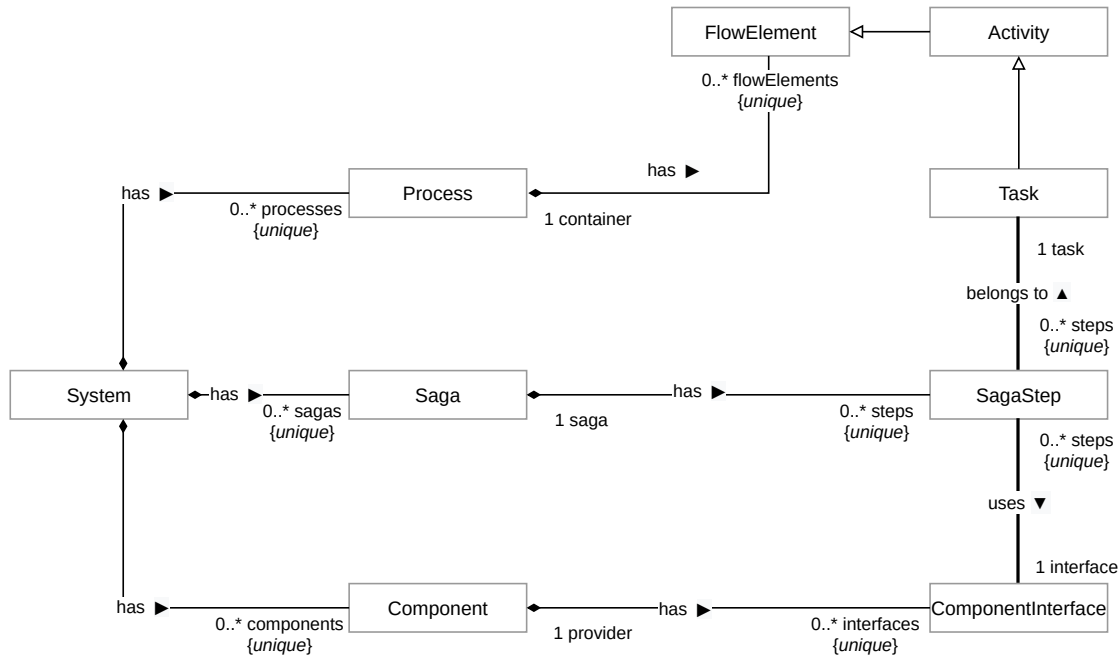 FlowElement
Activity
0..* flowElements
{unique}
has ▶
has ▶
Process
Task
0..* processes
{unique}
1 container
1 task
belongs to ▲
0..* steps
{unique}
System
has ▶
Saga
has ▶
SagaStep
0..* sagas
{unique}
1 saga
0..* steps
{unique}
0..* steps
{unique}
uses ▼
1 interface
has ▶
Component
has ▶
ComponentInterface
0..* components
{unique}
1 provider
0..* interfaces
{unique}